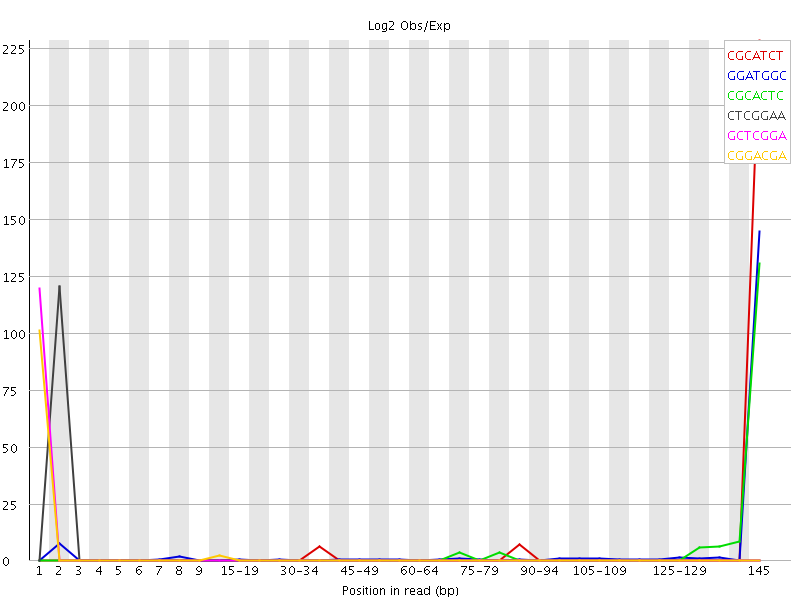 Log2 Obs/Exp
225
200
175
150
125
100
75
50
25
0
CGCATCT
GGATGGC
CGCACTC
CTCGGAA
GCTCGGA
CGGACGA
1 2 3 4 5 6 7 8 9 15-19 30-34 45-49 60-64 75-79 90-94 105-109 125-129 145
Position in read (bp)